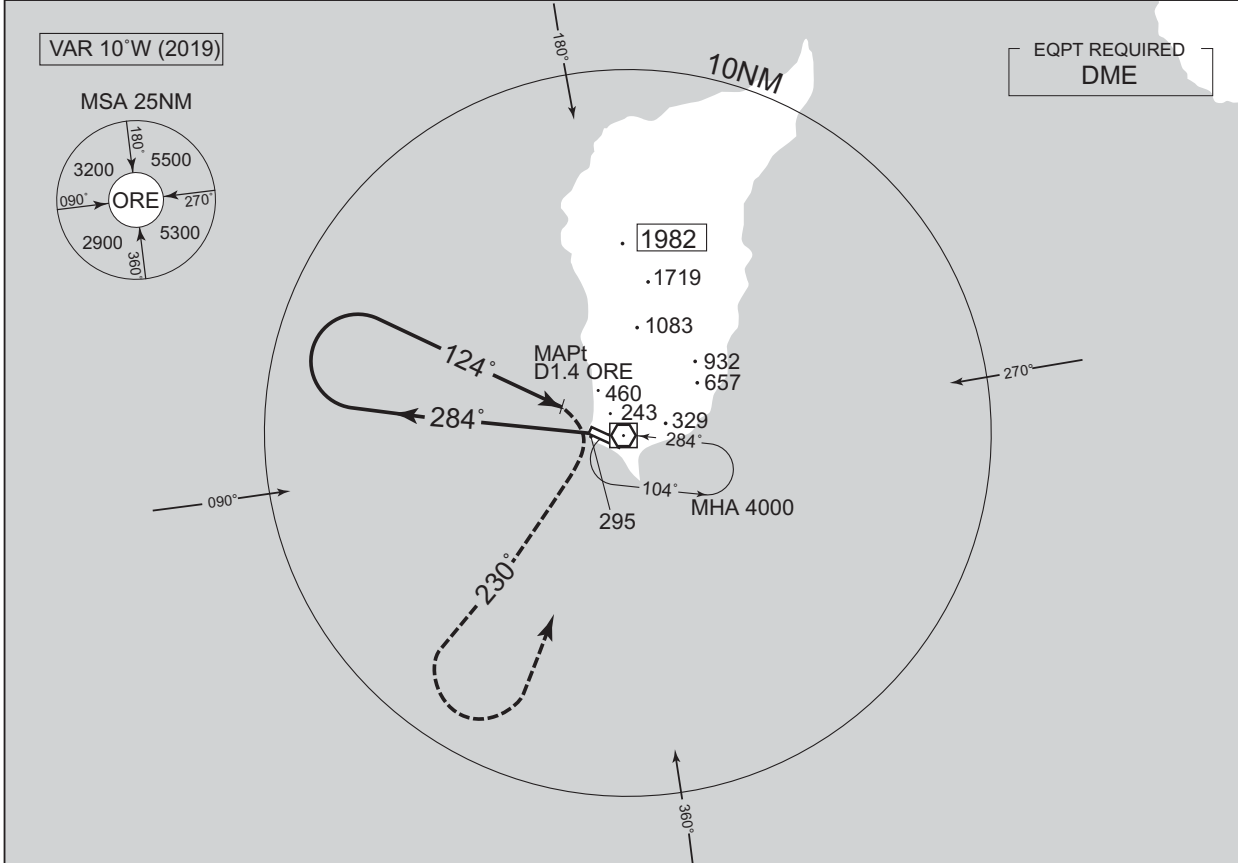 VAR 10˚W (2019)
MSA 25NM
180˚
3200
5500
090˚
ORE
270˚
2900
5300
360˚
180˚
10NM
EQPT REQUIRED
DME
1982
1719
1083
932
657
MAPt
D1.4 ORE
460
243
329
124˚
284˚
284˚
104˚
MHA 4000
295
270˚
090˚
230˚
360˚